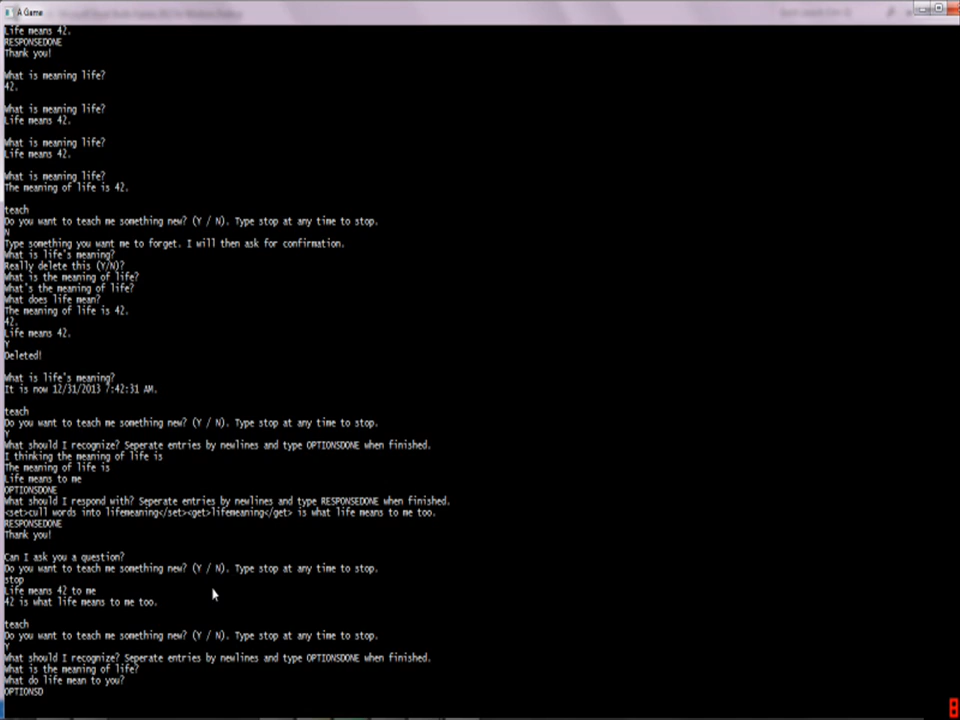 A Game
Life means 42.
RESPONSEDONE
Thank you!
What is meaning life?
42.
What is meaning life?
Life means 42.
What is meaning life?
Life means 42.
What is meaning life?
The meaning of life is 42.
teach
Do you want to teach me something new? (Y / N). Type stop at any time to stop.
N
Type something you want me to forget. I will then ask for confirmation.
What is life's meaning?
Really delete this (Y/N)?
What is the meaning of life?
What's the meaning of life?
What does life mean?
The meaning of life is 42.
42.
Life means 42.
Y
Deleted!
What is life's meaning?
It is now 12/31/2013 7:42:31 AM.
teach
Do you want to teach me something new? (Y / N). Type stop at any time to stop.
Y
What should I recognize? Seperate entries by newlines and type OPTIONSDONE when finished.
I thinking the meaning of life is
The meaning of life is
Life means to me
OPTIONSDONE
What should I respond with? Seperate entries by newlines and type RESPONSEDONE when finished.
<set>cull words into lifemeaning</set><get>lifemeaning</get> is what life means to me too.
RESPONSEDONE
Thank you!
Can I ask you a question?
Do you want to teach me something new? (Y / N). Type stop at any time to stop.
stop
Life means 42 to me
42 is what life means to me too.
teach
Do you want to teach me something new? (Y / N). Type stop at any time to stop.
Y
What should I recognize? Seperate entries by newlines and type OPTIONSDONE when finished.
What is the meaning of life?
What do life mean to you?
OPTIONSD